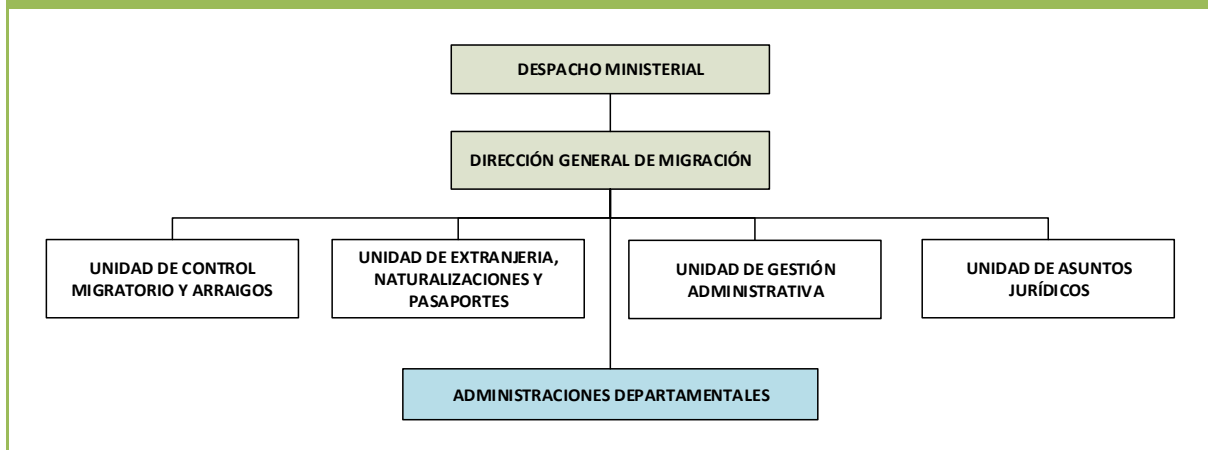 DESPACHO MINISTERIAL
DIRECCIÓN GENERAL DE MIGRACIÓN
UNIDAD DE CONTROL
MIGRATORIO Y ARRAIGOS
UNIDAD DE EXTRANJERIA,
NATURALIZACIONES Y
PASAPORTES
UNIDAD DE GESTIÓN
ADMINISTRATIVA
UNIDAD DE ASUNTOS
JURÍDICOS
ADMINISTRACIONES DEPARTAMENTALES